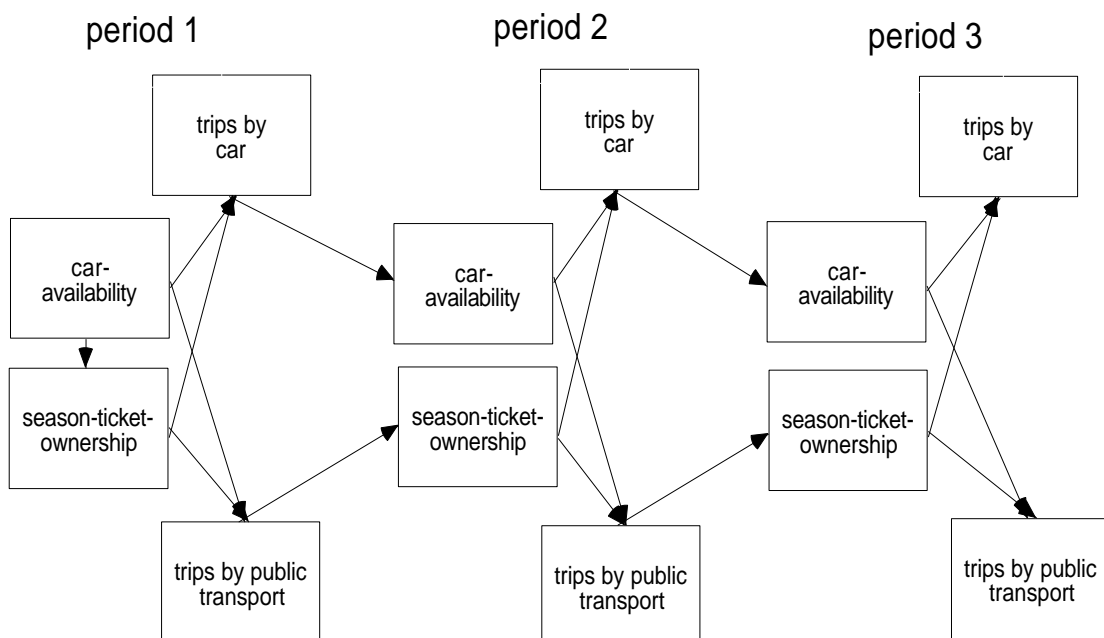 period 1
period 2
period 3
trips by
car
trips by
car
trips by
car
car-
availability
car-
availability
car-
availability
season-ticket-
ownership
season-ticket-
ownership
season-ticket-
ownership
trips by public
transport
trips by public
transport
trips by public
transport